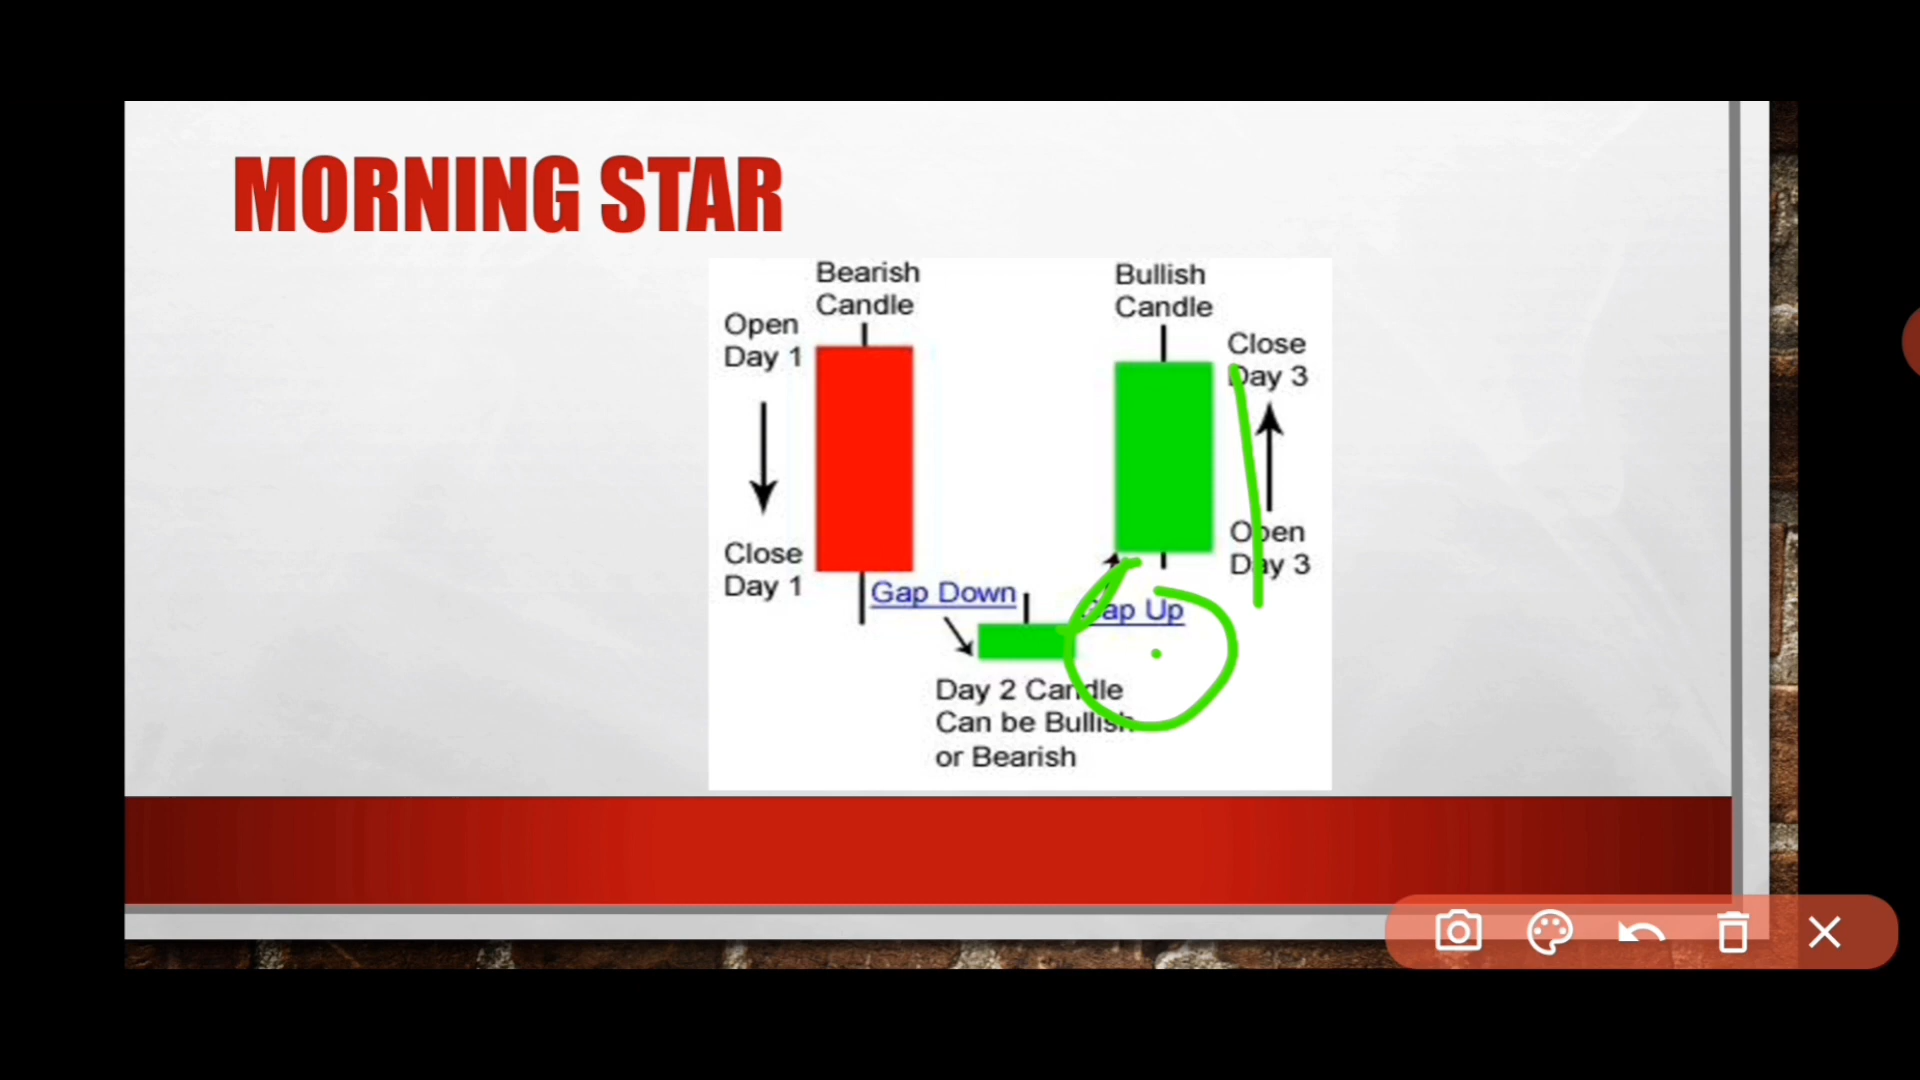 MORNING STAR
Bearish
Candle
Bullish
Candle
Open
Day 1
Close
Day 3
Close
Day 1
Open
Day 3
Gap Down
Gap Up
Day 2 Candle
Can be Bullish
or Bearish